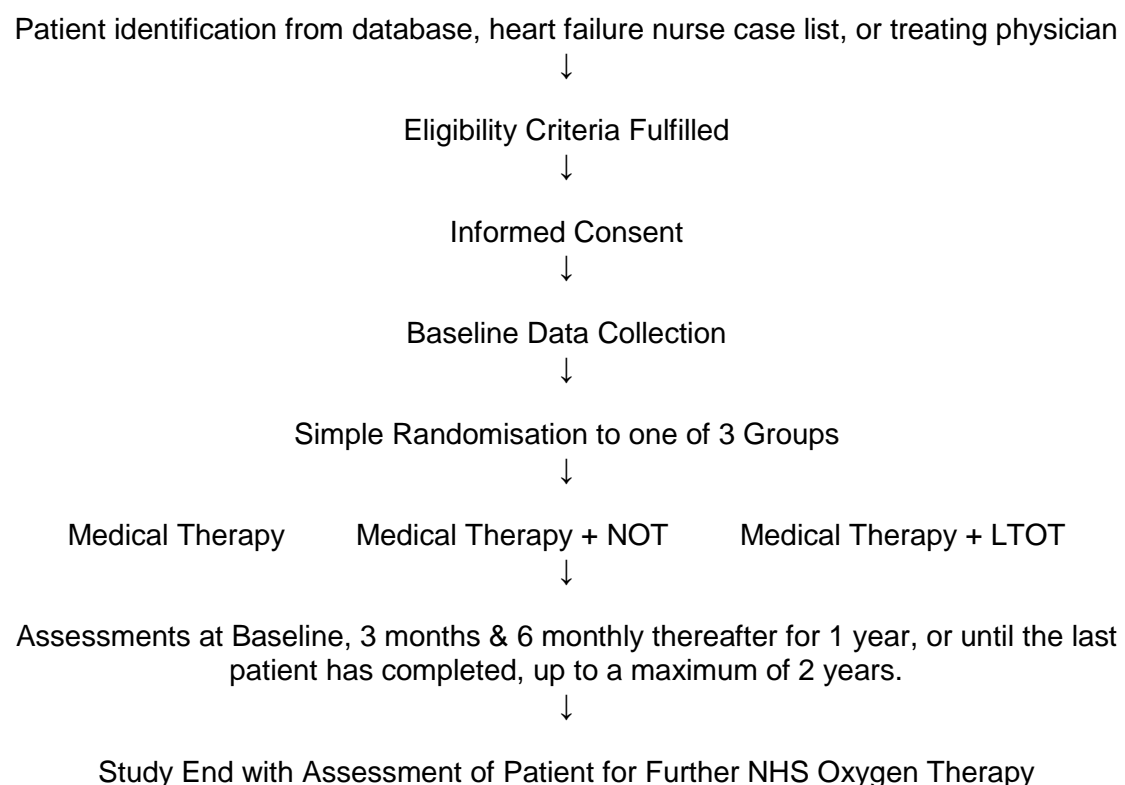 Patient identification from database, heart failure nurse case list, or treating physician
↓
Eligibility Criteria Fulfilled
↓
Informed Consent
↓
Baseline Data Collection
↓
Simple Randomisation to one of 3 Groups
↓
Medical Therapy Medical Therapy + NOT Medical Therapy + LTOT
↓
Assessments at Baseline, 3 months & 6 monthly thereafter for 1 year, or until the last
patient has completed, up to a maximum of 2 years.
↓
Study End with Assessment of Patient for Further NHS Oxygen Therapy